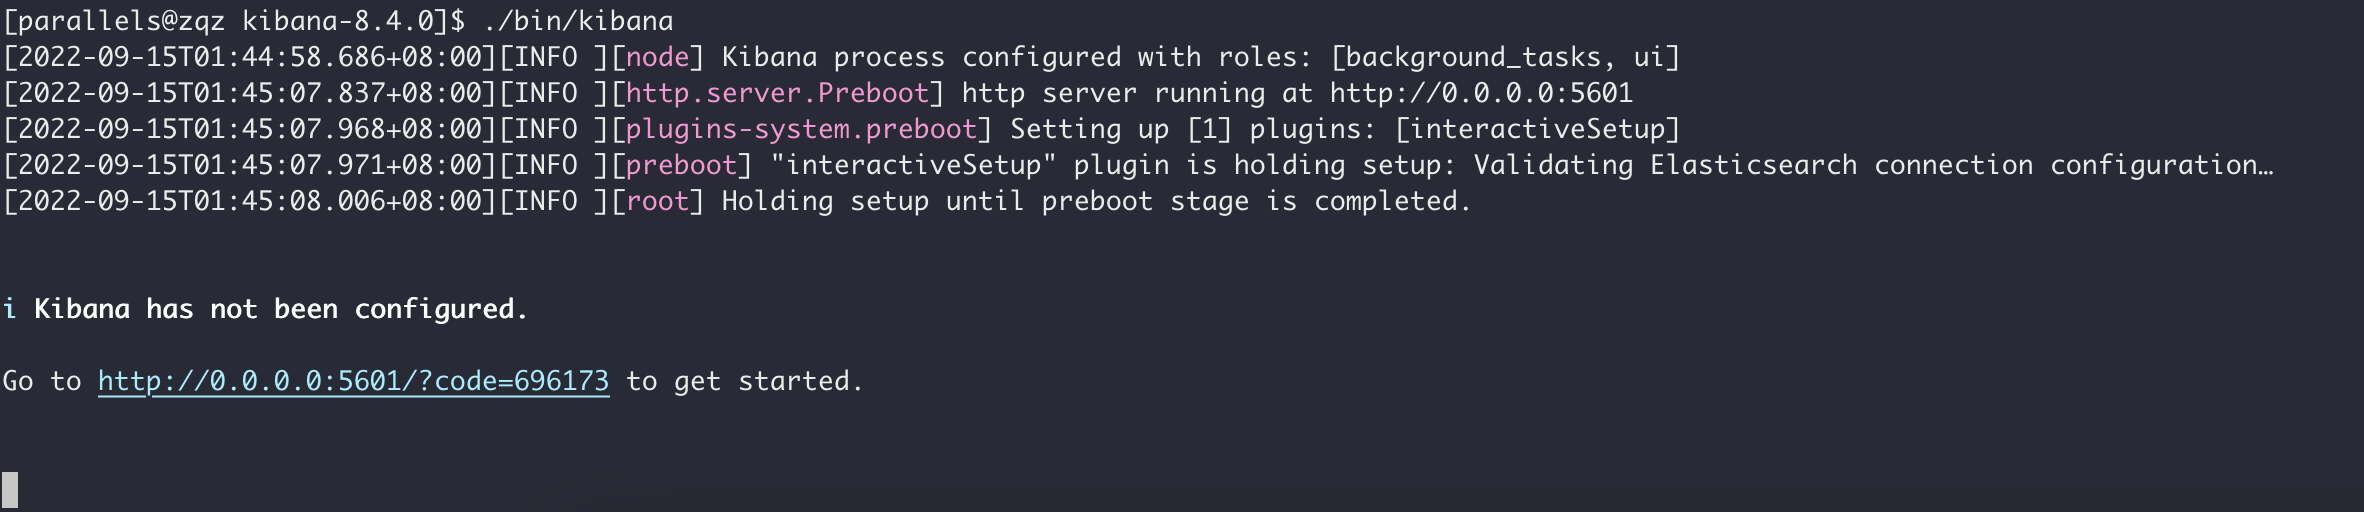 [parallels@zqz kibana-8.4.0]$ ./bin/kibana
[2022-09-15T01:44:58.686+08:00][INFO ][node] Kibana process configured with roles: [background_tasks, ui]
[2022-09-15T01:45:07.837+08:00][INFO ][http.server.Preboot] http server running at http://0.0.0.0:5601
[2022-09-15T01:45:07.968+08:00][INFO ][plugins-system.preboot] Setting up [1] plugins: [interactiveSetup]
[2022-09-15T01:45:07.971+08:00][INFO ][preboot] "interactiveSetup" plugin is holding setup: Validating Elasticsearch connection configuration…
[2022-09-15T01:45:08.006+08:00][INFO ][root] Holding setup until preboot stage is completed.
i Kibana has not been configured.
Go to http://0.0.0.0:5601/?code=696173 to get started.